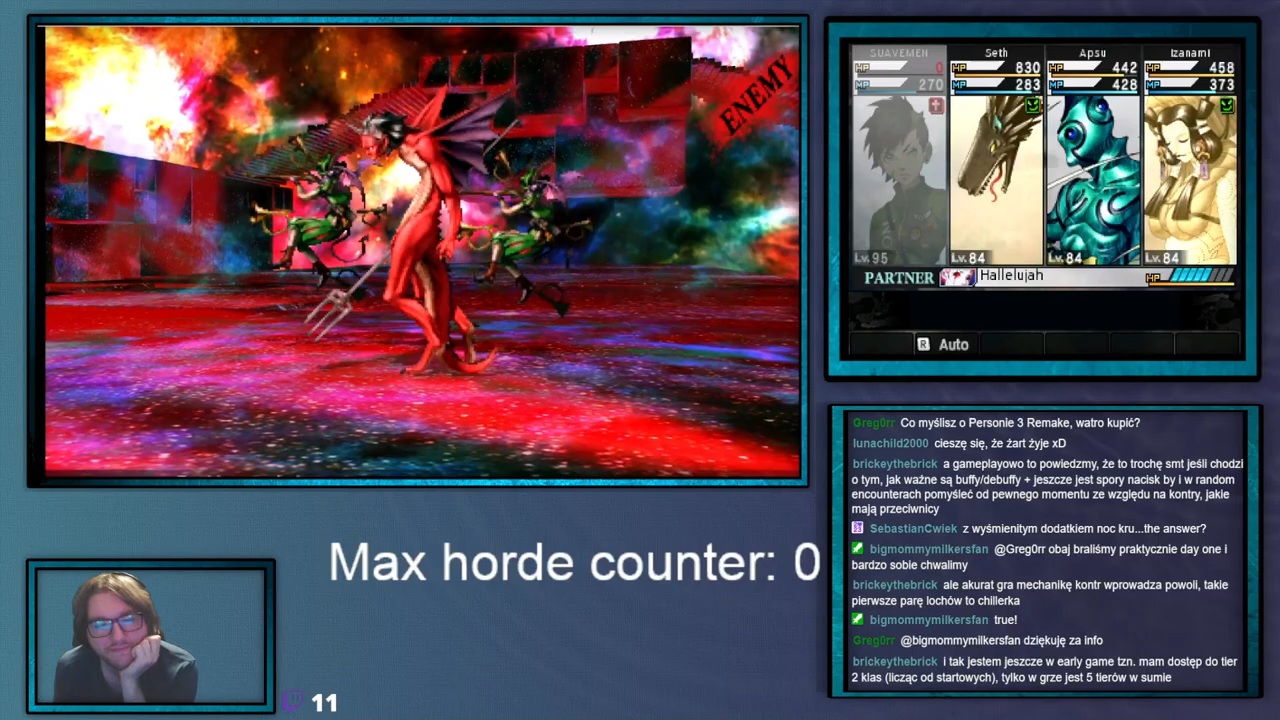 ENEMY
SUAVEMEN Seth Apsu Izanami
HP 0 HP 830 HP 442 HP 458
MP 270 MP 283 MP 428 MP 373
Lv. 95 Lv. 84 Lv. 84 Lv. 84
PARTNER Hallelujah HP
R Auto
Greg0rr Co myślisz o Personie 3 Remake, watro kupić?
lunachild2000 cieszę się, że żart żyje xD
brickeythebrick a gameplayowo to powiedzmy, że to trochę smt jeśli chodzi
o tym, jak ważne są buffy/debuffy + jeszcze jest spory nacisk by i w random
encounterach pomyśleć od pewnego momentu ze względu na kontry, jakie
mają przeciwnicy
SebastianCwiek z wyśmienitym dodatkiem noc kru...the answer?
bigmommymilkersfan @Greg0rr obaj braliśmy praktycznie day one i
bardzo sobie chwalimy
brickeythebrick ale akurat gra mechanikę kontr wprowadza powoli, takie
pierwsze parę lochów to chillerka
bigmommymilkersfan true!
Greg0rr @bigmommymilkersfan dziękuję za info
brickeythebrick i tak jestem jeszcze w early game tzn. mam dostęp do tier
2 klas (licząc od startowych), tylko w grze jest 5 tierów w sumie
Max horde counter: 0
11